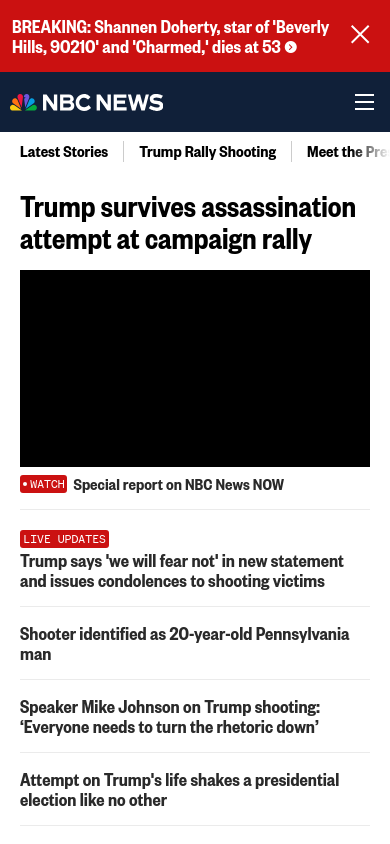 BREAKING: Shannen Doherty, star of 'Beverly
Hills, 90210' and 'Charmed,' dies at 53
NBC NEWS
Latest Stories
Trump Rally Shooting
Meet the Pre
Trump survives assassination
attempt at campaign rally
WATCH Special report on NBC News NOW
LIVE UPDATES
Trump says 'we will fear not' in new statement
and issues condolences to shooting victims
Shooter identified as 20-year-old Pennsylvania
man
Speaker Mike Johnson on Trump shooting:
‘Everyone needs to turn the rhetoric down’
Attempt on Trump's life shakes a presidential
election like no other